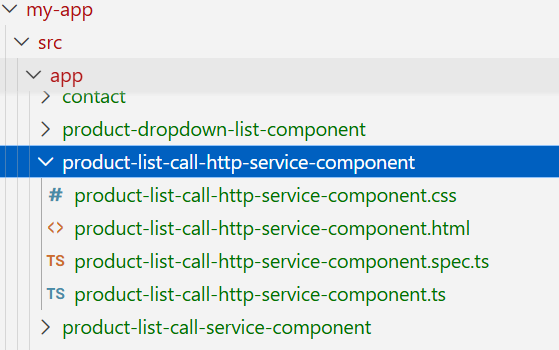 my-app
src
app
contact
product-dropdown-list-component
product-list-call-http-service-component
# product-list-call-http-service-component.css
<> product-list-call-http-service-component.html
TS product-list-call-http-service-component.spec.ts
TS product-list-call-http-service-component.ts
product-list-call-service-component